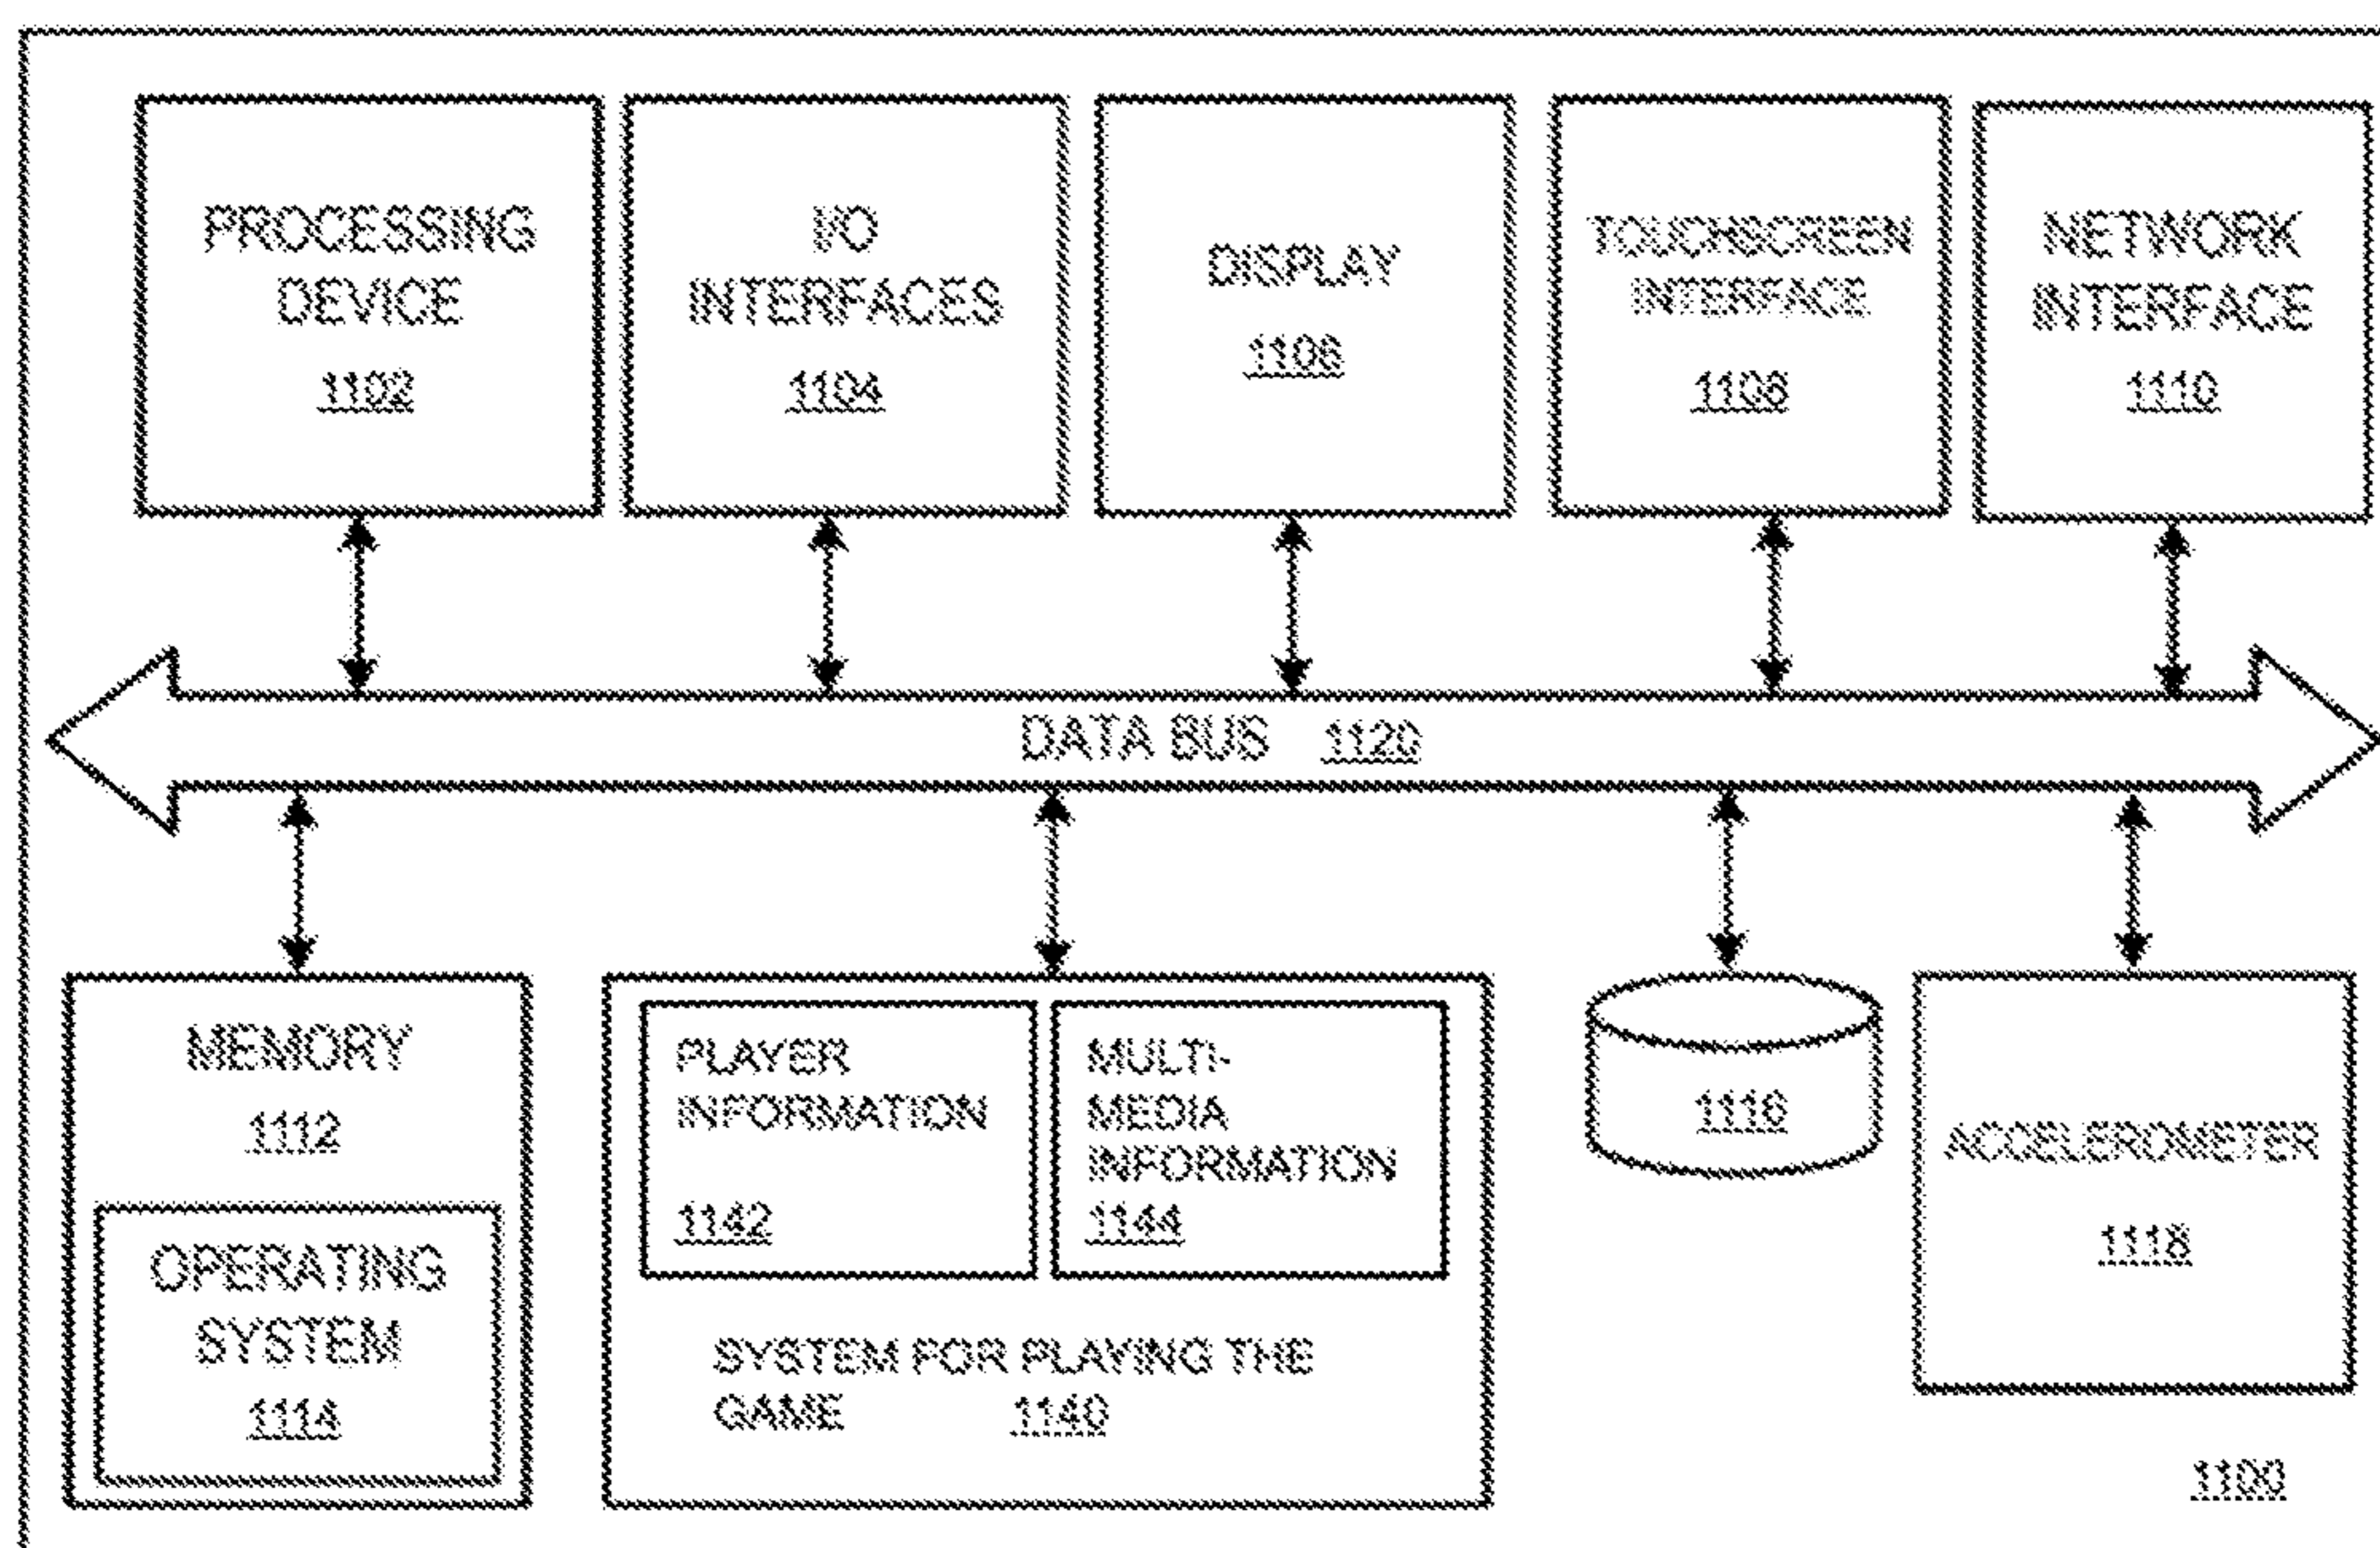 PROCESSING
DEVICE
1102
I/O
INTERFACES
1104
DISPLAY
1106
TOUCHSCREEN
INTERFACE
1108
NETWORK
INTERFACE
1110
DATA BUS 1120
MEMORY
1112
OPERATING
SYSTEM
1114
PLAYER
INFORMATION
1142
MULTI-
MEDIA
INFORMATION
1144
SYSTEM FOR PLAYING THE
GAME 1140
1116
ACCELEROMETER
1118
1100